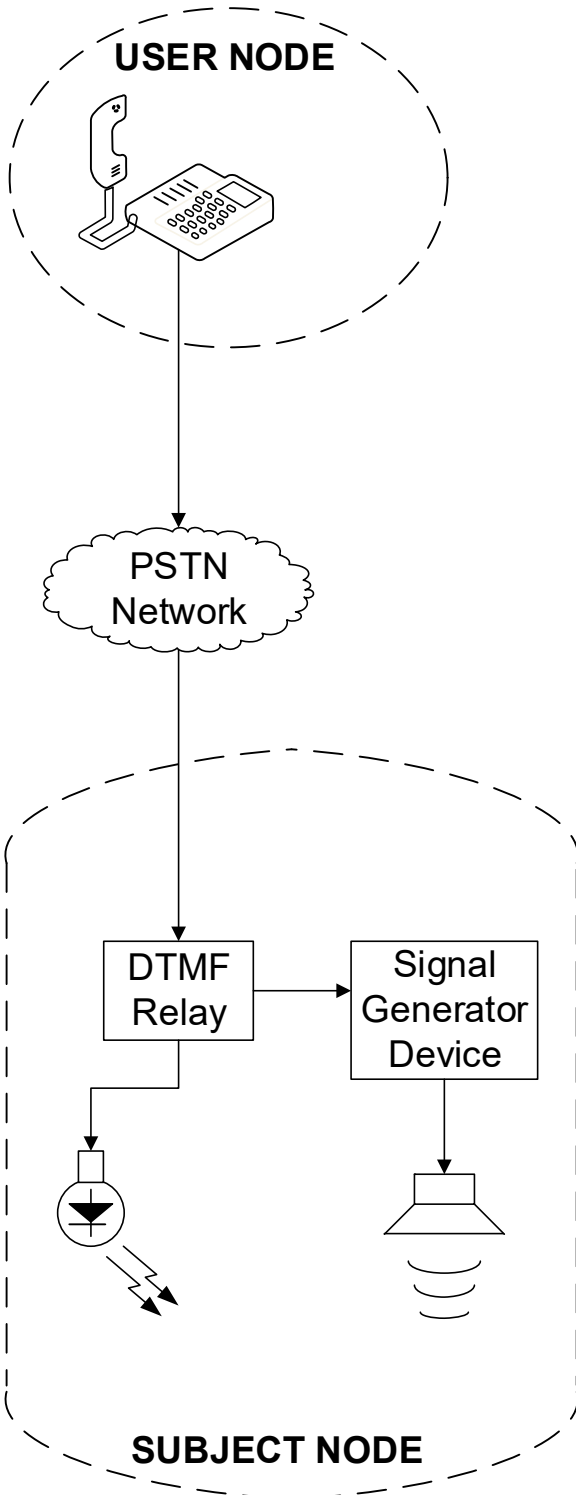 USER NODE
PSTN
Network
DTMF
Relay
Signal
Generator
Device
SUBJECT NODE